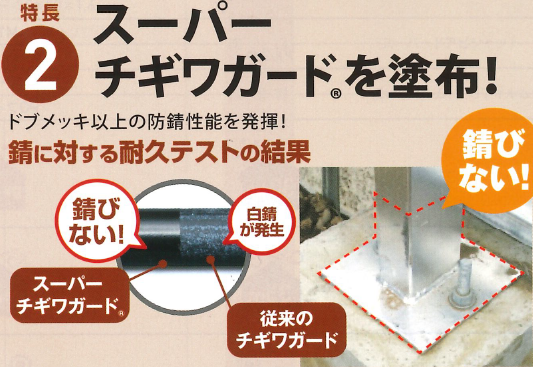 特長
2
スーパー
チギワガード®を塗布!
ドブメッキ以上の防錆性能を発揮!
錆に対する耐久テストの結果
錆び
ない!
白錆
が発生
スーパー
チギワガード®
従来の
チギワガード
錆び
ない!